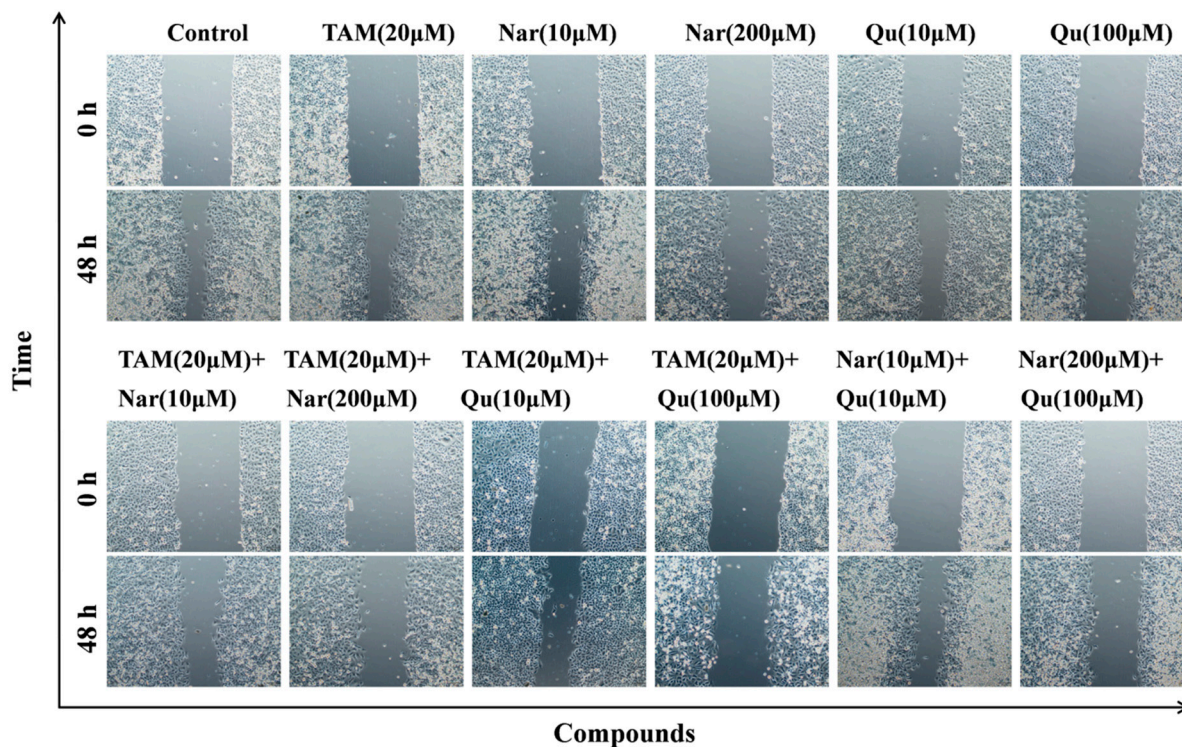 Control TAM(20μM) Nar(10μM) Nar(200μM) Qu(10μM) Qu(100μM)
0 h
48 h
TAM(20μM)+ TAM(20μM)+ TAM(20μM)+ TAM(20μM)+ Nar(10μM)+ Nar(200μM)+
Nar(10μM) Nar(200μM) Qu(10μM) Qu(100μM) Qu(10μM) Qu(100μM)
0 h
48 h
Time
Compounds